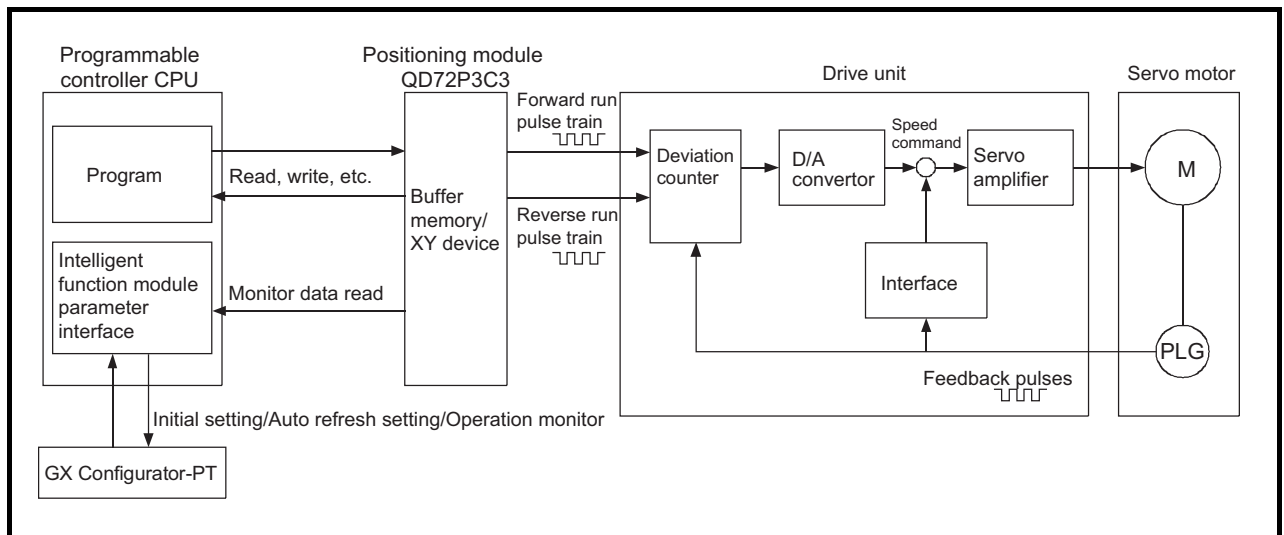 Programmable
controller CPU
Positioning module
QD72P3C3
Drive unit
Servo motor
Program
Read, write, etc.
Intelligent
function module
parameter
interface
Monitor data read
Buffer
memory/
XY device
Forward run
pulse train
Reverse run
pulse train
Deviation
counter
D/A
convertor
Speed
command
Servo
amplifier
Interface
M
PLG
Feedback pulses
Initial setting/Auto refresh setting/Operation monitor
GX Configurator-PT